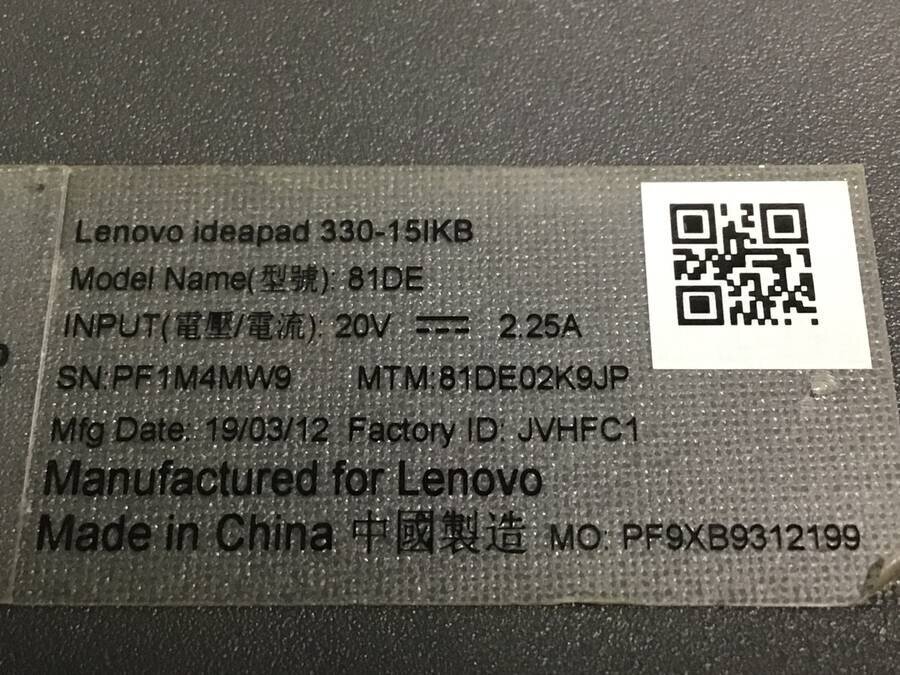 Lenovo ideapad 330-15IKB
Model Name(型號): 81DE
INPUT(電壓/電流): 20V ⎓ 2.25A
SN:PF1M4MW9 MTM:81DE02K9JP
Mfg Date: 19/03/12 Factory ID: JVHFC1
Manufactured for Lenovo
Made in China 中國製造 MO: PF9XB9312199